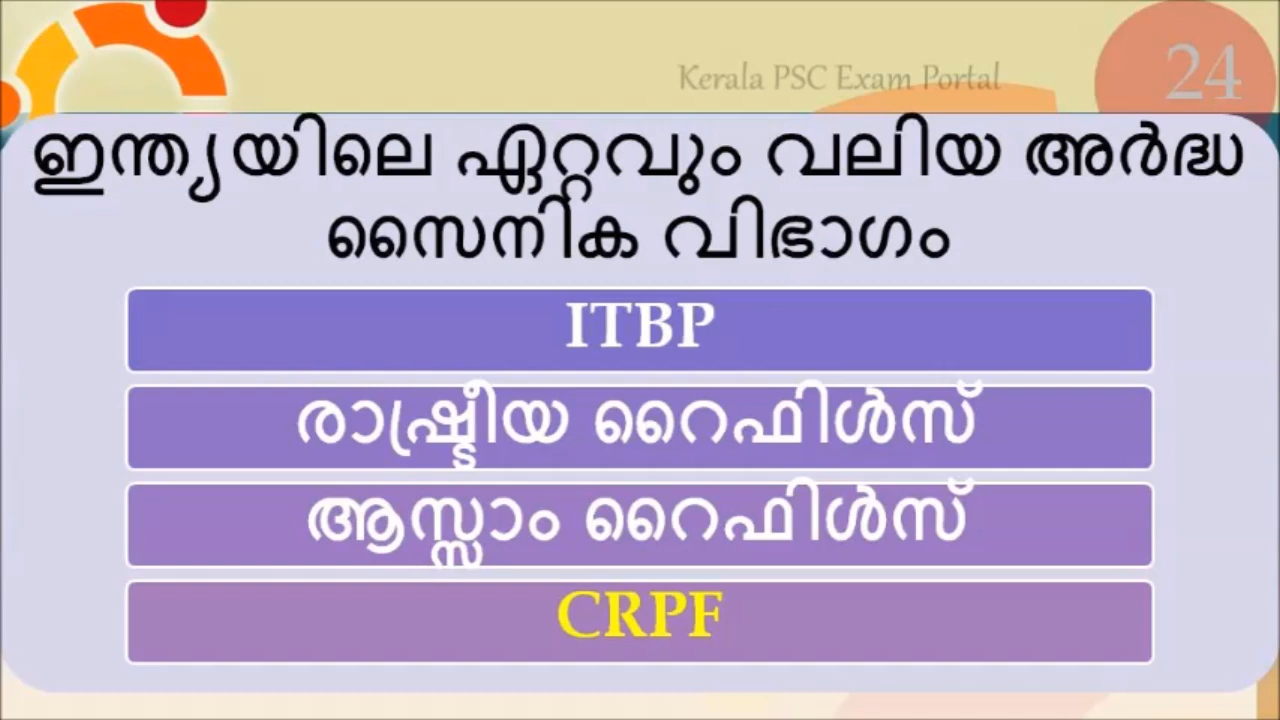 Kerala PSC Exam Portal
24
ഇന്ത്യയിലെ ഏറ്റവും വലിയ അർദ്ധ
സൈനിക വിഭാഗം
ITBP
രാഷ്ട്രീയ റൈഫിൾസ്
ആസ്സാം റൈഫിൾസ്
CRPF